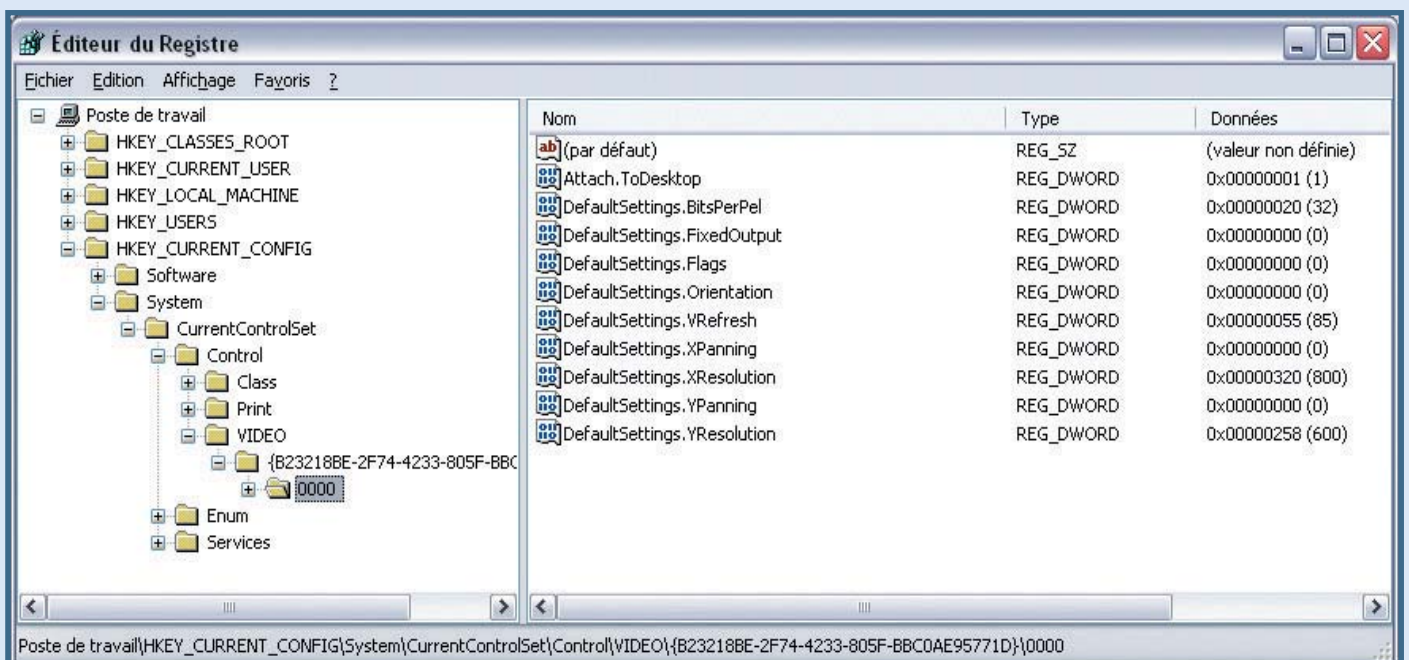 Éditeur du Registre
Fichier Edition Affichage Favoris ?
Poste de travail
HKEY_CLASSES_ROOT
HKEY_CURRENT_USER
HKEY_LOCAL_MACHINE
HKEY_USERS
HKEY_CURRENT_CONFIG
Software
System
CurrentControlSet
Control
Class
Print
VIDEO
{B23218BE-2F74-4233-805F-BBC
0000
Enum
Services
Nom Type Données
(par défaut) REG_SZ (valeur non définie)
Attach.ToDesktop REG_DWORD 0x00000001 (1)
DefaultSettings.BitsPerPel REG_DWORD 0x00000020 (32)
DefaultSettings.FixedOutput REG_DWORD 0x00000000 (0)
DefaultSettings.Flags REG_DWORD 0x00000000 (0)
DefaultSettings.Orientation REG_DWORD 0x00000000 (0)
DefaultSettings.VRefresh REG_DWORD 0x00000055 (85)
DefaultSettings.XPanning REG_DWORD 0x00000000 (0)
DefaultSettings.XResolution REG_DWORD 0x00000320 (800)
DefaultSettings.YPanning REG_DWORD 0x00000000 (0)
DefaultSettings.YResolution REG_DWORD 0x00000258 (600)
Poste de travail\HKEY_CURRENT_CONFIG\System\CurrentControlSet\Control\VIDEO\{B23218BE-2F74-4233-805F-BBC0AE95771D}\0000